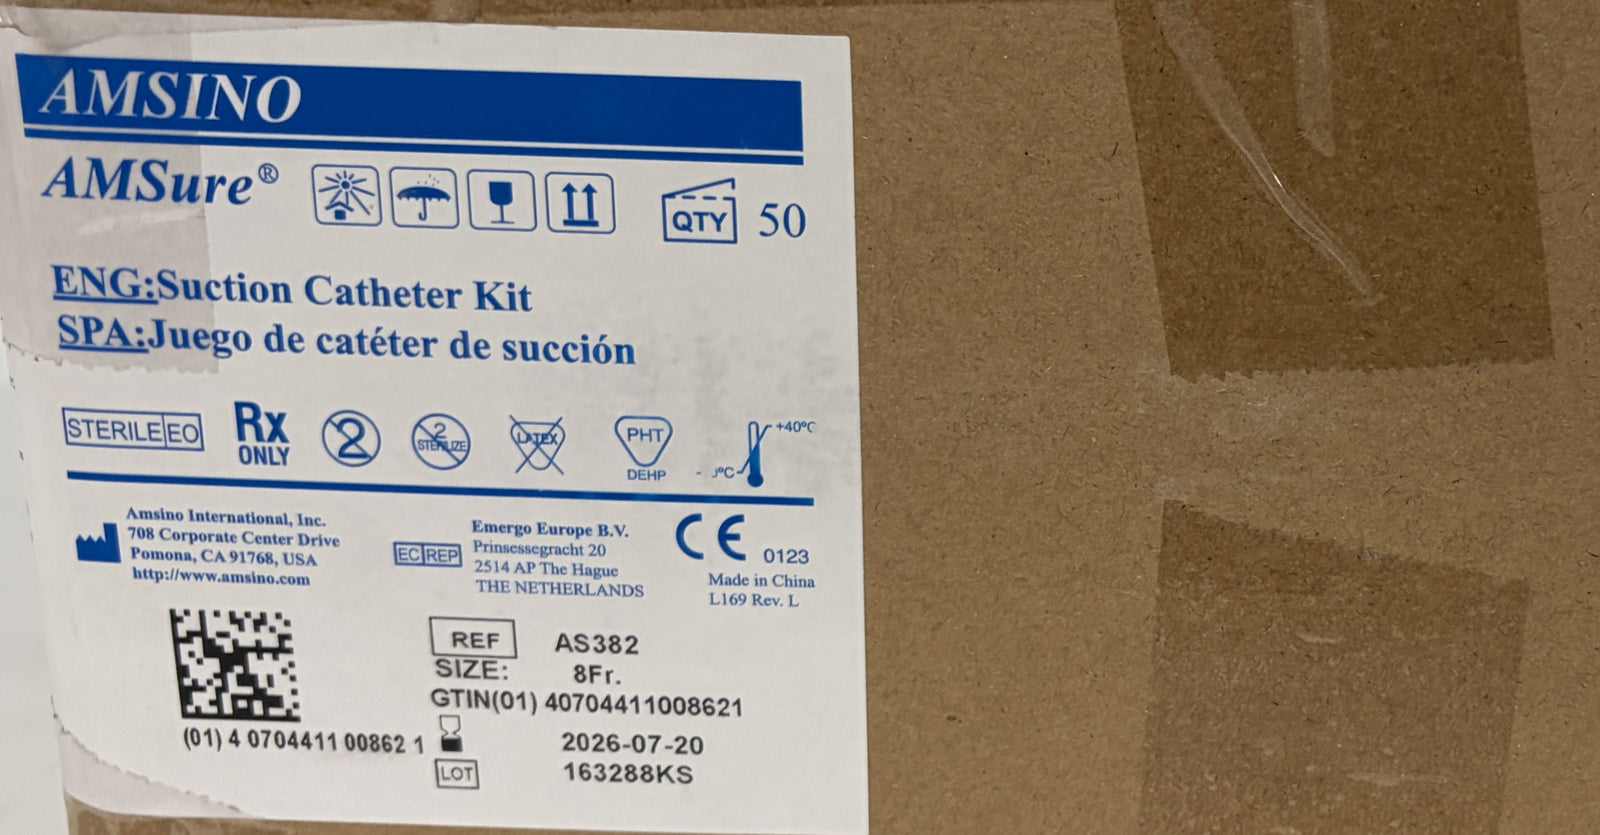 AMSINO
AMSure®
QTY 50
ENG:Suction Catheter Kit
SPA:Juego de catéter de succión
STERILE EO
Rx ONLY
2
2 STERILIZE
LATEX
PHT
DEHP
+40°C
Amsino International, Inc.
708 Corporate Center Drive
Pomona, CA 91768, USA
http://www.amsino.com
EC REP
Emergo Europe B.V.
Prinsessegracht 20
2514 AP The Hague
THE NETHERLANDS
CE 0123
Made in China
L169 Rev. L
(01) 4 0704411 00862 1
REF AS382
SIZE: 8Fr.
GTIN(01) 40704411008621
2026-07-20
LOT 163288KS